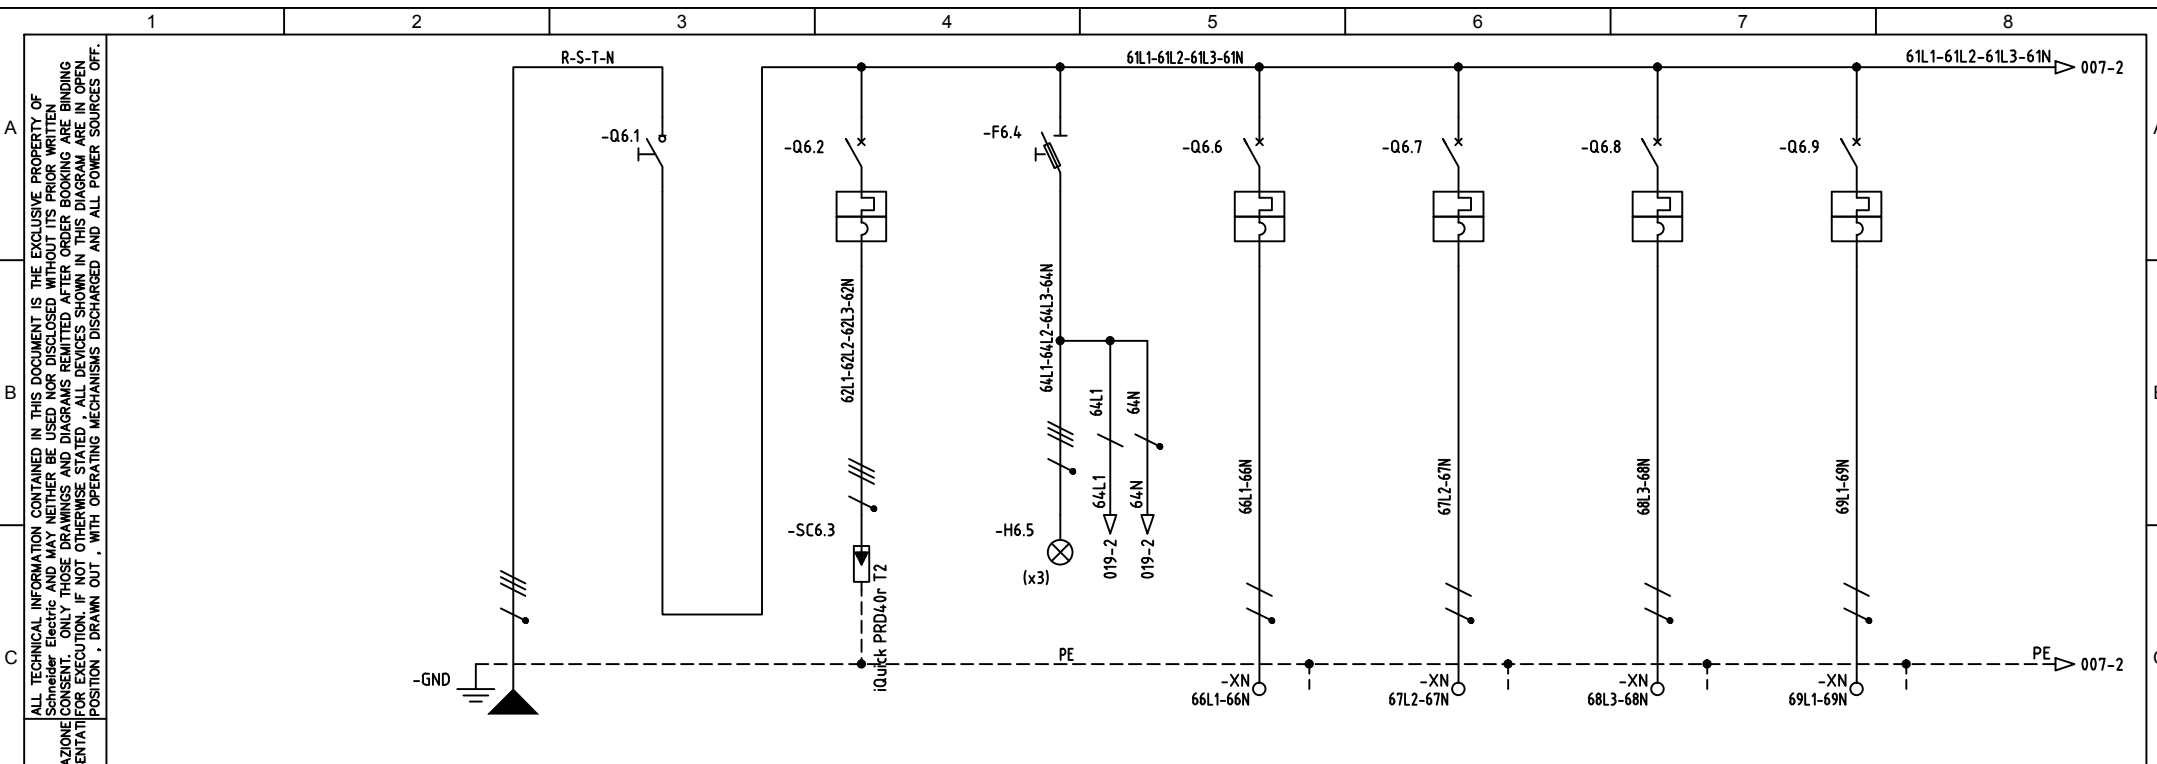 1 2 3 4 5 6 7 8
A
B
C
ALL TECHNICAL INFORMATION CONTAINED IN THIS DOCUMENT IS THE EXCLUSIVE PROPERTY OF
Schneider Electric AND MAY NEITHER BE USED NOR DISCLOSED WITHOUT ITS PRIOR WRITTEN
AZIONE CONSENT. ONLY THOSE DRAWINGS AND DIAGRAMS REMITTED AFTER ORDER BOOKING ARE BINDING
ENTATI FOR EXECUTION. IF NOT OTHERWISE STATED , ALL DEVICES SHOWN IN THIS DIAGRAM ARE IN OPEN
POSITION , DRAWN OUT , WITH OPERATING MECHANISMS DISCHARGED AND ALL POWER SOURCES OFF.
R-S-T-N
61L1-61L2-61L3-61N
61L1-61L2-61L3-61N
007-2
-Q6.1
-Q6.2
-F6.4
-Q6.6
-Q6.7
-Q6.8
-Q6.9
62L1-62L2-62L3-62N
64L1-64L2-64L3-64N
64L1
64N
64L1
64N
66L1-66N
67L2-67N
68L3-68N
69L1-69N
-SC6.3
iQuick PRD40r T2
-H6.5
(x3)
019-2
019-2
-GND
PE
PE
007-2
-XN
66L1-66N
-XN
67L2-67N
-XN
68L3-68N
-XN
69L1-69N